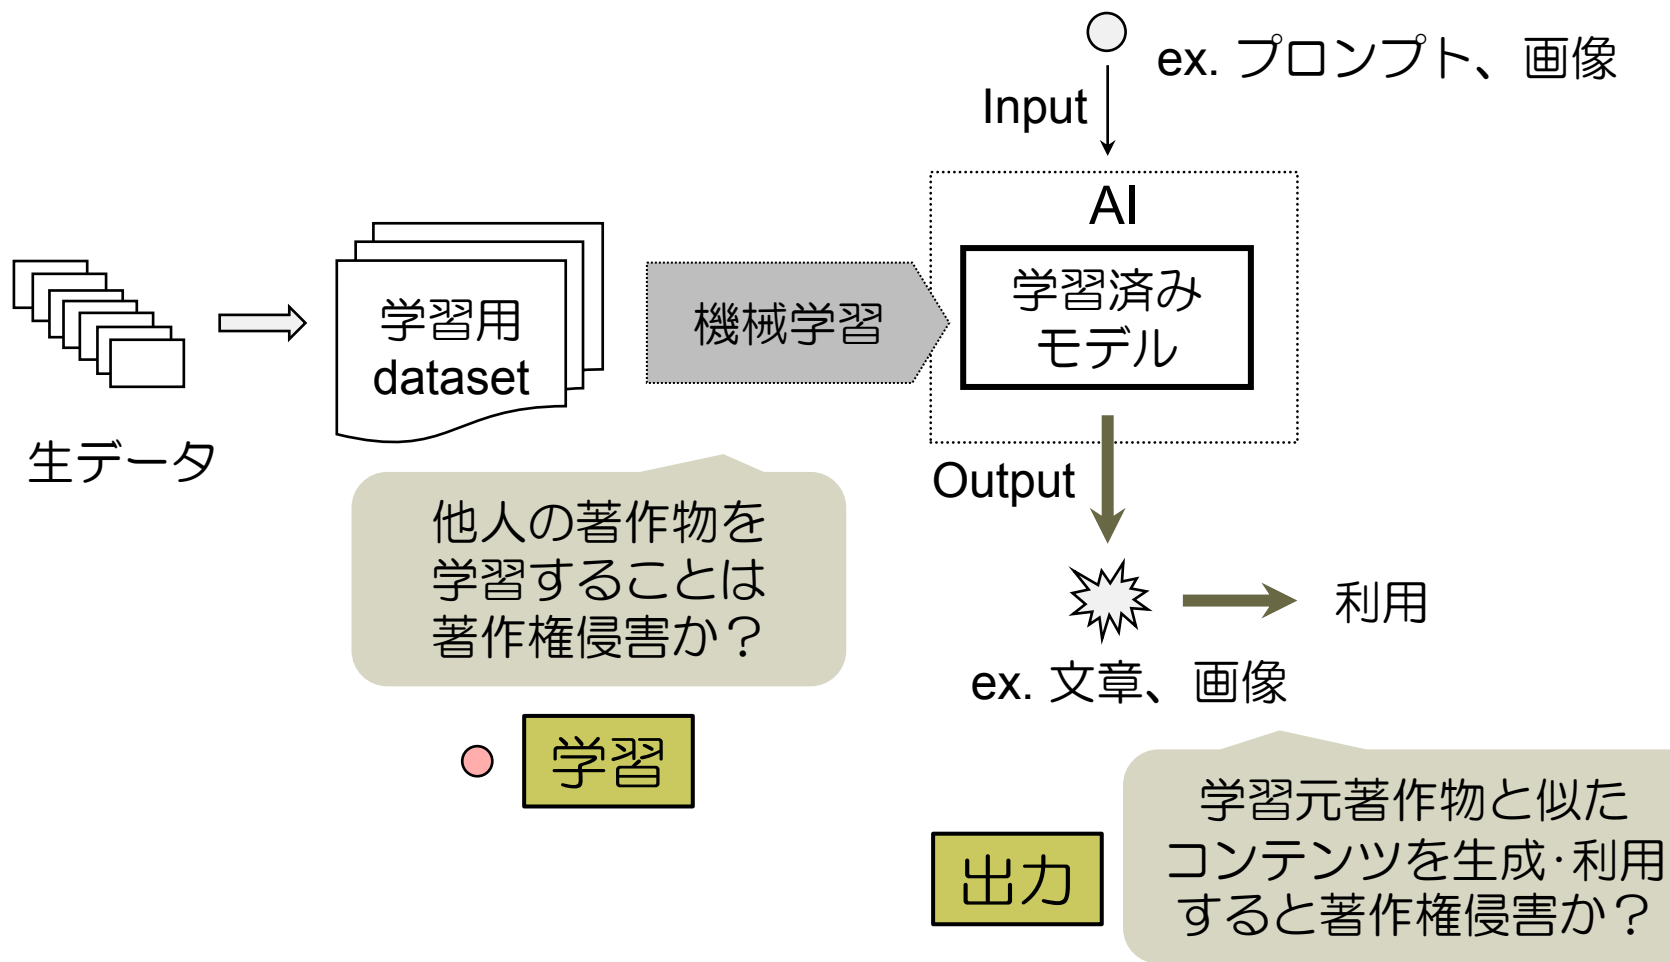 ex. プロンプト、画像
Input
AI
学習済み
モデル
学習用
dataset
機械学習
生データ
Output
他人の著作物を
学習することは
著作権侵害か？
利用
ex. 文章、画像
学習
学習元著作物と似た
コンテンツを生成･利用
すると著作権侵害か？
出力